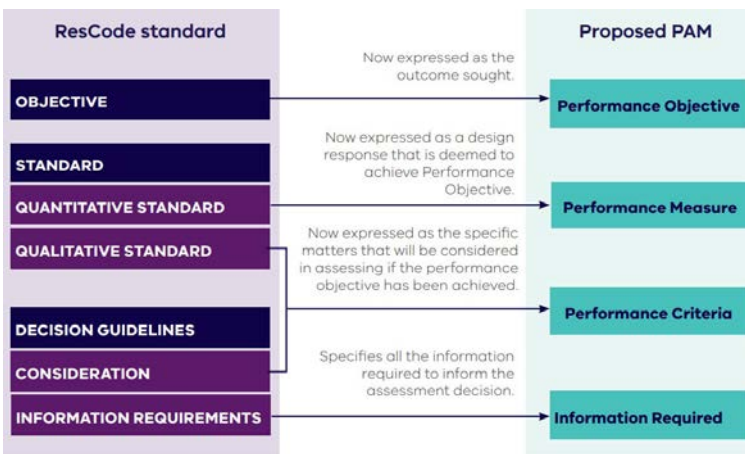 ResCode standard
Proposed PAM
Now expressed as the
outcome sought.
OBJECTIVE
Performance Objective
Now expressed as a design
response that is deemed to
achieve Performance
Objective.
STANDARD
QUANTITATIVE STANDARD
Performance Measure
Now expressed as the specific
matters that will be considered
in assessing if the performance
objective has been achieved.
QUALITATIVE STANDARD
Performance Criteria
DECISION GUIDELINES
Specifies all the information
required to inform the
assessment decision.
CONSIDERATION
INFORMATION REQUIREMENTS
Information Required